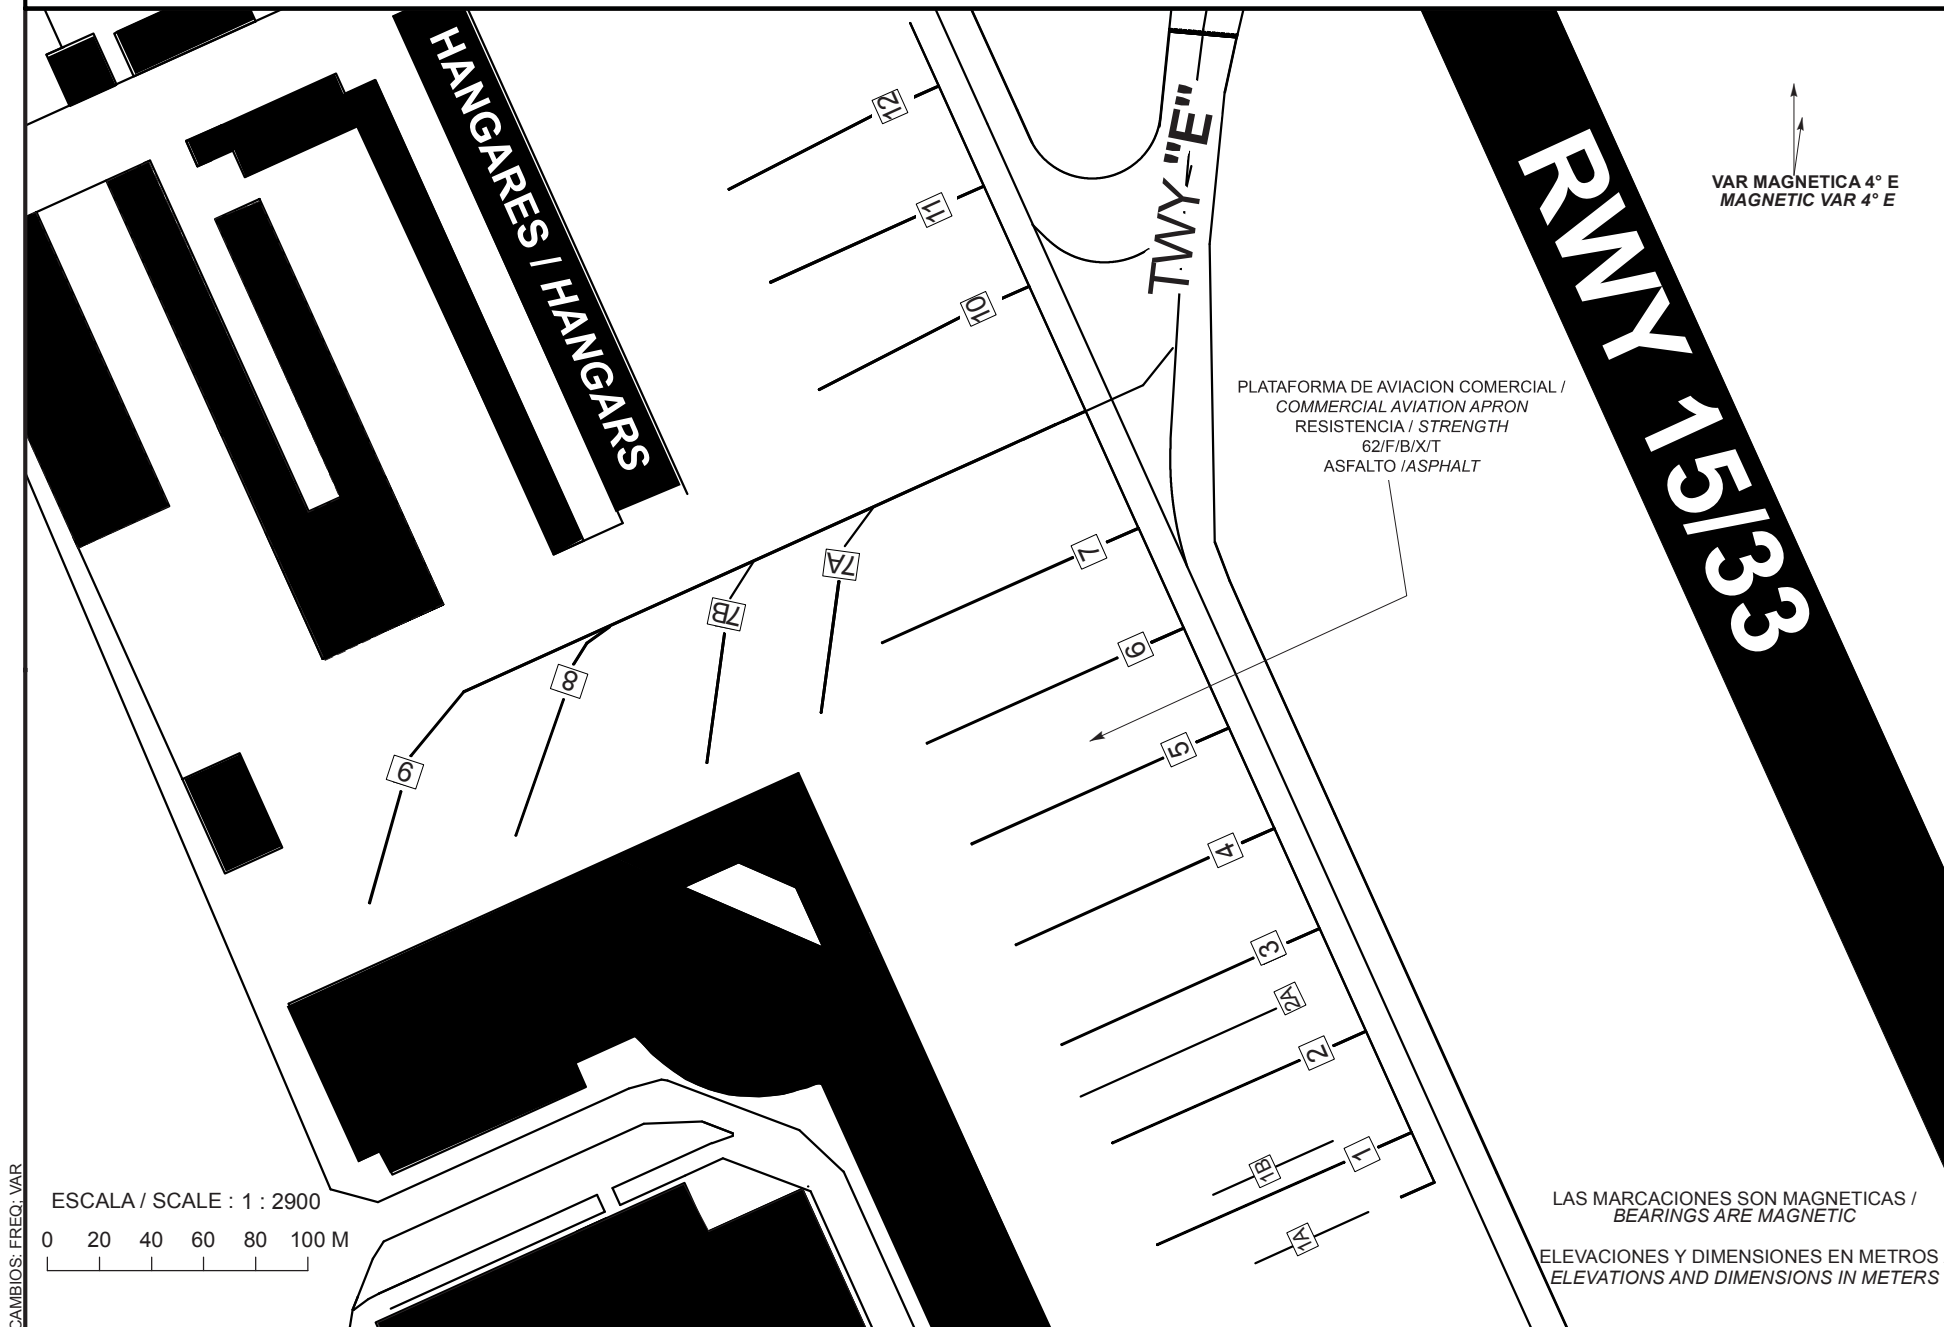 HANGARES / HANGARS
12
11
10
TWY "E"
RWY 15/33
VAR MAGNETICA 4° E
MAGNETIC VAR 4° E
PLATAFORMA DE AVIACION COMERCIAL /
COMMERCIAL AVIATION APRON
RESISTENCIA / STRENGTH
62/F/B/X/T
ASFALTO /ASPHALT
7
7A
7B
6
8
5
9
4
3
2A
2
1
1B
1A
CAMBIOS: FREQ; VAR
ESCALA / SCALE : 1 : 2900
0 20 40 60 80 100 M
LAS MARCACIONES SON MAGNETICAS /
BEARINGS ARE MAGNETIC
ELEVACIONES Y DIMENSIONES EN METROS
ELEVATIONS AND DIMENSIONS IN METERS